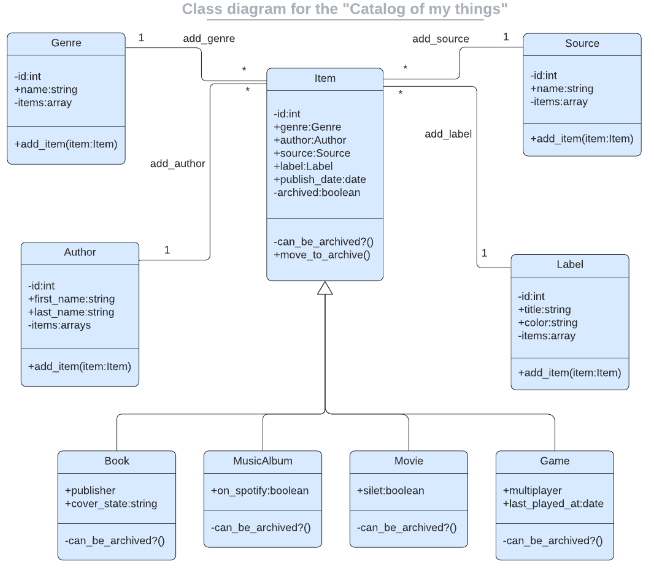 Class diagram for the "Catalog of my things"
Genre
-id:int
+name:string
-items:array
+add_item(item:Item)
1
add_genre
*
Item
-id:int
+genre:Genre
+author:Author
+source:Source
+label:Label
+publish_date:date
-archived:boolean
-can_be_archived?()
+move_to_archive()
add_source
1
*
Source
-id:int
+name:string
-items:array
+add_item(item:Item)
*
add_author
1
Author
-id:int
+first_name:string
+last_name:string
-items:arrays
+add_item(item:Item)
*
add_label
1
Label
-id:int
+title:string
+color:string
-items:array
+add_item(item:Item)
Book
+publisher
+cover_state:string
-can_be_archived?()
MusicAlbum
+on_spotify:boolean
-can_be_archived?()
Movie
+silet:boolean
-can_be_archived?()
Game
+multiplayer
+last_played_at:date
-can_be_archived?()